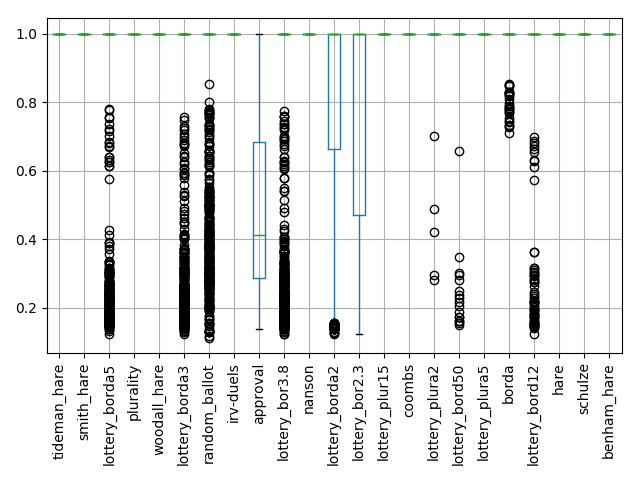 1.0
0.8
0.6
0.4
0.2
tideman_hare
smith_hare
lottery_borda5
plurality
woodall_hare
lottery_borda3
random_ballot
irv-duels
approval
lottery_bor3.8
nanson
lottery_borda2
lottery_bor2.3
lottery_plur15
coombs
lottery_plura2
lottery_bord50
lottery_plura5
borda
lottery_bord12
hare
schulze
benham_hare